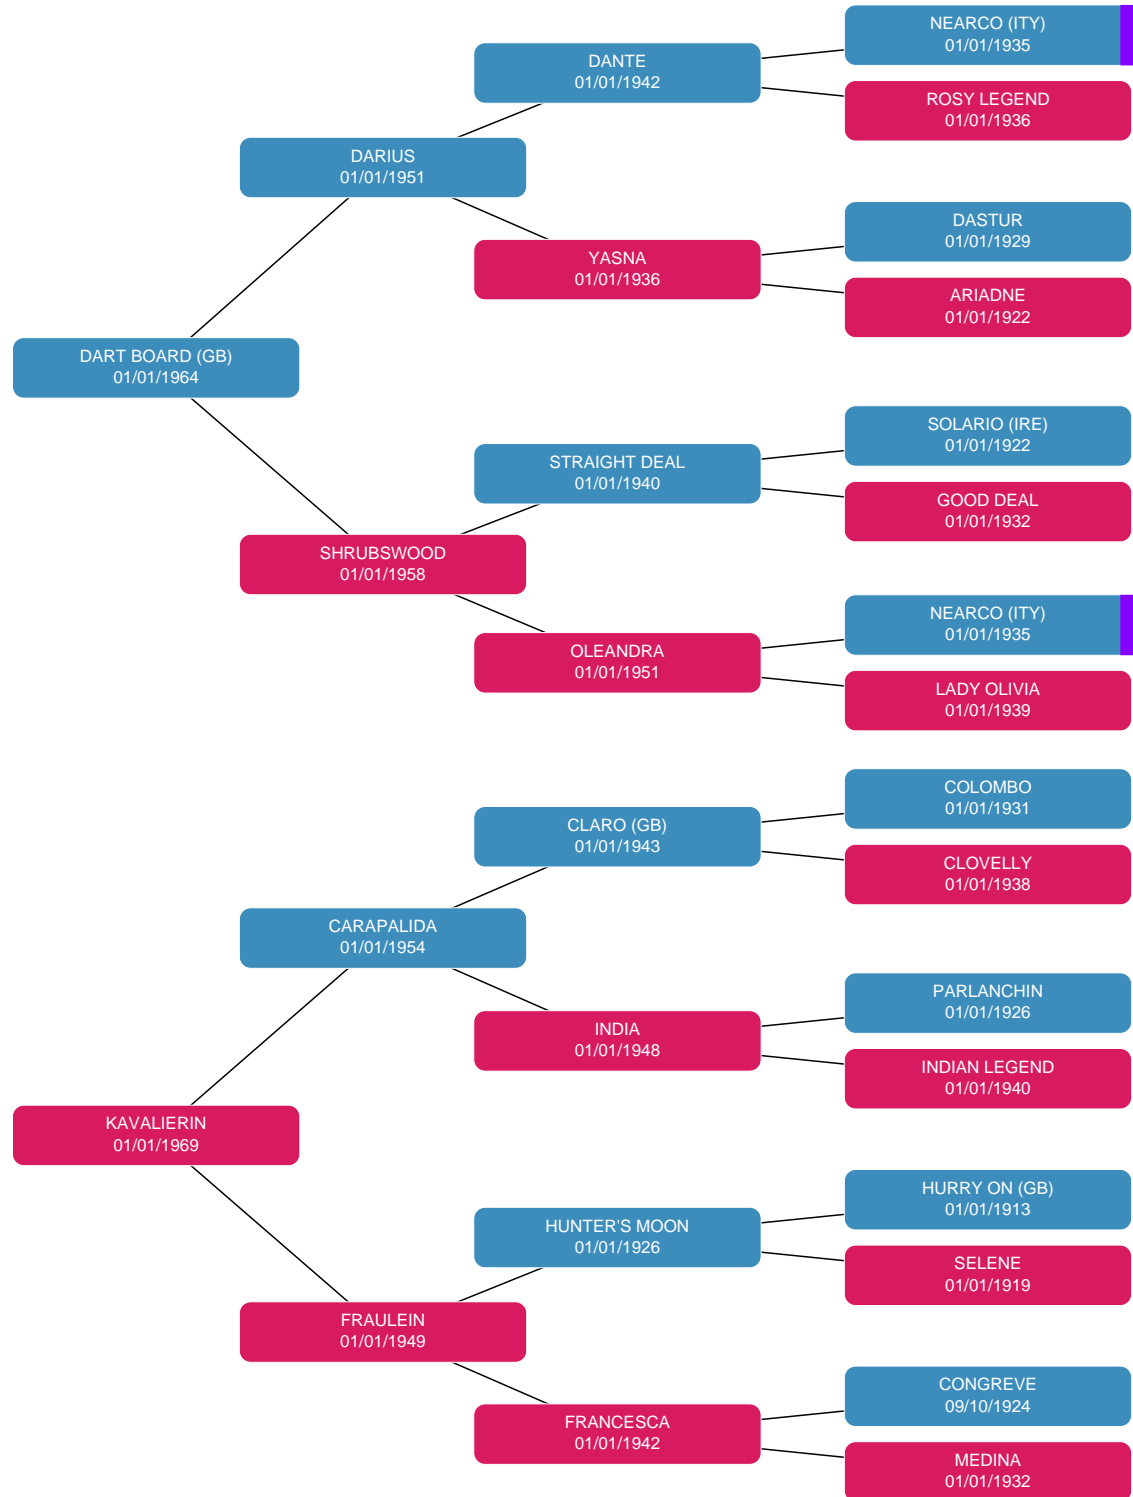 NEARCO (ITY)
01/01/1935
DANTE
01/01/1942
ROSY LEGEND
01/01/1936
DARIUS
01/01/1951
DASTUR
01/01/1929
YASNA
01/01/1936
ARIADNE
01/01/1922
DART BOARD (GB)
01/01/1964
SOLARIO (IRE)
01/01/1922
STRAIGHT DEAL
01/01/1940
GOOD DEAL
01/01/1932
SHRUBSWOOD
01/01/1958
NEARCO (ITY)
01/01/1935
OLEANDRA
01/01/1951
LADY OLIVIA
01/01/1939
COLOMBO
01/01/1931
CLARO (GB)
01/01/1943
CLOVELLY
01/01/1938
CARAPALIDA
01/01/1954
PARLANCHIN
01/01/1926
INDIA
01/01/1948
INDIAN LEGEND
01/01/1940
KAVALIERIN
01/01/1969
HURRY ON (GB)
01/01/1913
HUNTER'S MOON
01/01/1926
SELENE
01/01/1919
FRAULEIN
01/01/1949
CONGREVE
09/10/1924
FRANCESCA
01/01/1942
MEDINA
01/01/1932